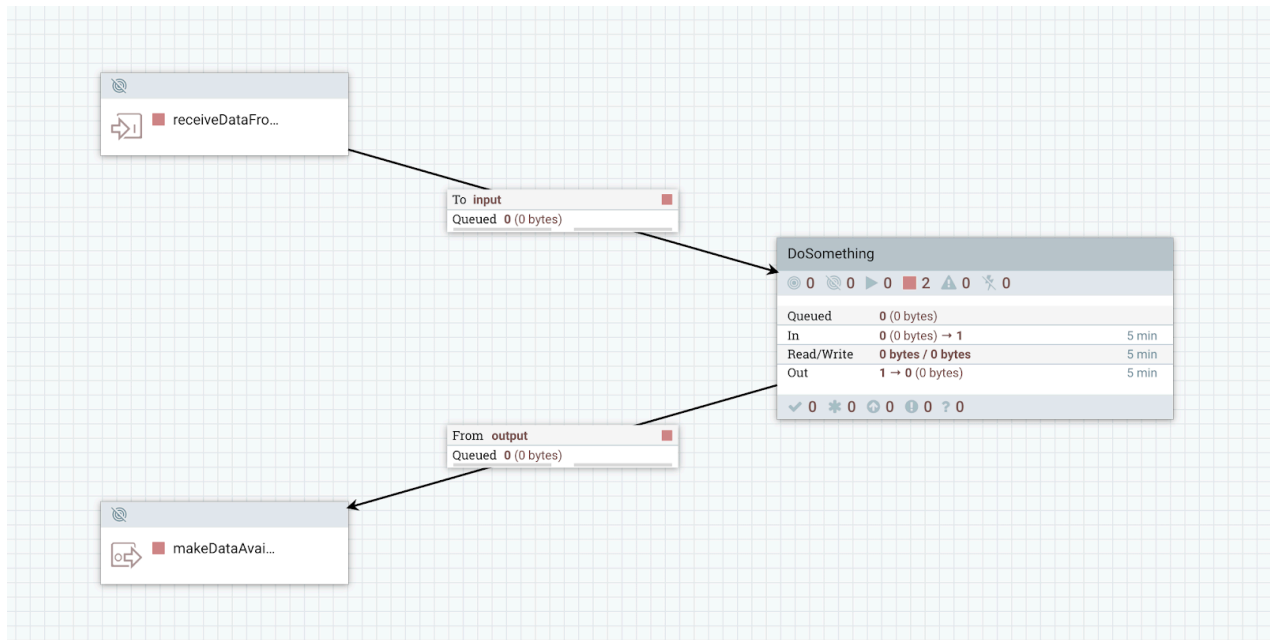 receiveDataFro...
To input
Queued 0 (0 bytes)
DoSomething
0 0 0 2 0 0
Queued 0 (0 bytes)
In 0 (0 bytes) → 1 5 min
Read/Write 0 bytes / 0 bytes 5 min
Out 1 → 0 (0 bytes) 5 min
0 0 0 0 ? 0
From output
Queued 0 (0 bytes)
makeDataAvai...